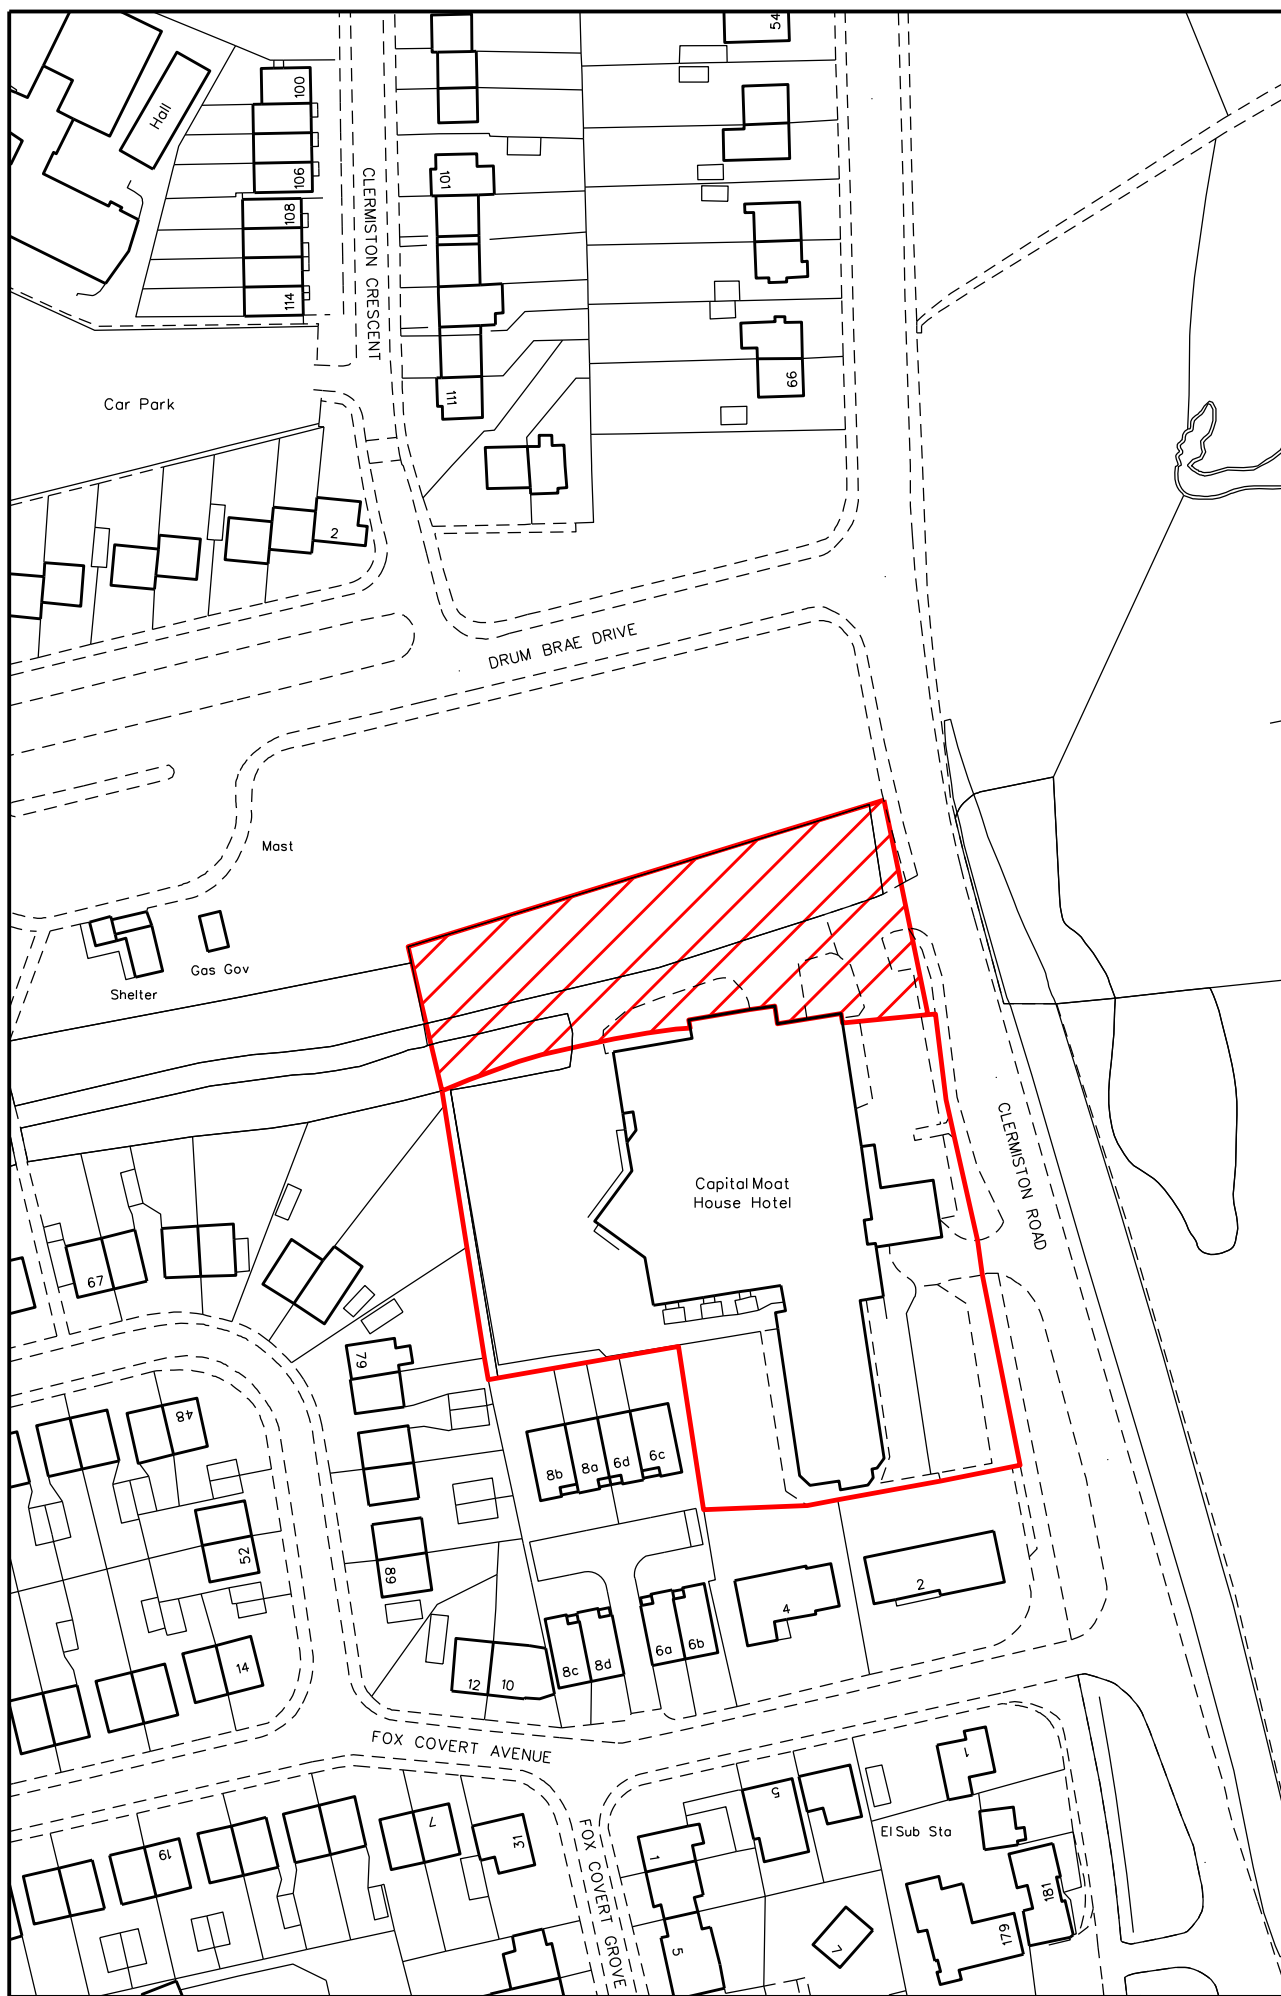 54
Hall
100
106
101
108
CLERMISTON CRESCENT
114
66
111
Car Park
2
DRUM BRAE DRIVE
Mast
Gas Gov
Shelter
Capital Moat
House Hotel
CLERMISTON ROAD
67
79
48
8b
8a
6d
6c
52
89
2
4
14
12
10
8c
8d
6a
6b
FOX COVERT AVENUE
1
5
7
31
19
El Sub Sta
FOX COVERT GROVE
1
181
179
5
7